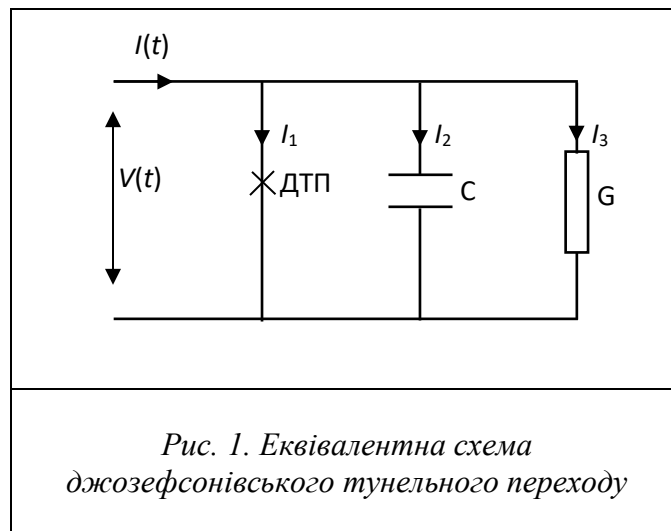 I(t)
I₁
I₂
I₃
V(t)
ДТП
C
G
Рис. 1. Еквівалентна схема
джозефсонівського тунельного переходу